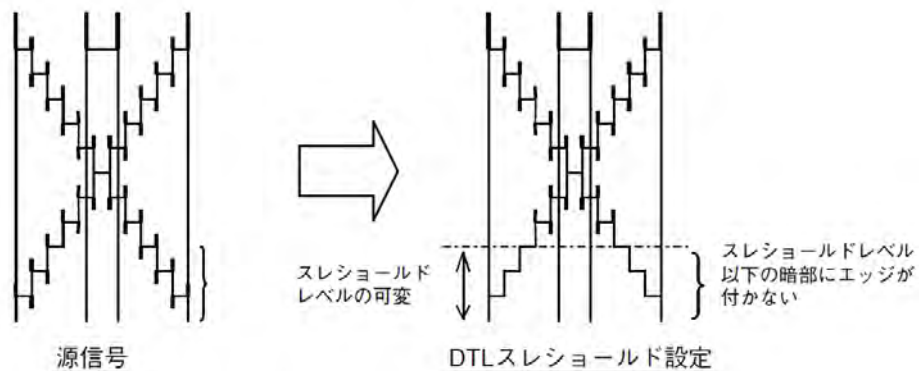 スレショールド
レベルの可変
スレショールドレベル
以下の暗部にエッジが
付かない
源信号
DTLスレショールド設定